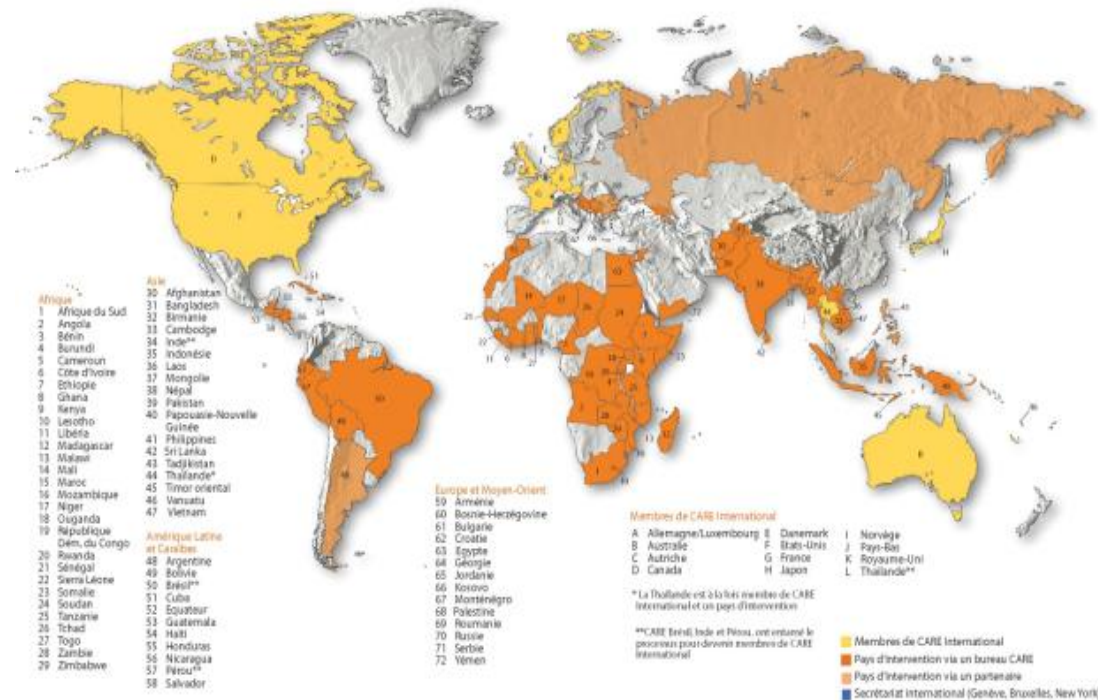 Afrique
1 Afrique du Sud
2 Angola
3 Bénin
4 Burundi
5 Cameroun
6 Côte d'Ivoire
7 Ethiopie
8 Ghana
9 Kenya
10 Lesotho
11 Libéria
12 Madagascar
13 Malawi
14 Mali
15 Maroc
16 Mozambique
17 Niger
18 Ouganda
19 République
Dém. du Congo
20 Rwanda
21 Sénégal
22 Sierra Léone
23 Somalie
24 Soudan
25 Tanzanie
26 Tchad
27 Togo
28 Zambie
29 Zimbabwe
Asie
30 Afghanistan
31 Bangladesh
32 Birmanie
33 Cambodge
34 Inde**
35 Indonésie
36 Laos
37 Mongolie
38 Népal
39 Pakistan
40 Papouasie-Nouvelle
Guinée
41 Philippines
42 Sri Lanka
43 Tadjikistan
44 Thaïlande*
45 Timor oriental
46 Vanuatu
47 Vietnam
Amérique Latine
et Caraïbes
48 Argentine
49 Bolivie
50 Brésil**
51 Cuba
52 Equateur
53 Guatemala
54 Haïti
55 Honduras
56 Nicaragua
57 Pérou**
58 Salvador
Europe et Moyen-Orient
59 Arménie
60 Bosnie-Herzégovine
61 Bulgarie
62 Croatie
63 Egypte
64 Géorgie
65 Jordanie
66 Kosovo
67 Monténégro
68 Palestine
69 Roumanie
70 Russie
71 Serbie
72 Yémen
Membres de CARE International
A Allemagne/Luxembourg
B Australie
C Autriche
D Canada
E Danemark
F Etats-Unis
G France
H Japon
I Norvège
J Pays-Bas
K Royaume-Uni
L Thaïlande**
* La Thaïlande est à la fois membre de CARE
International et un pays d'intervention
**CARE Brésil, Inde et Pérou, ont entamé le
processus pour devenir membres de CARE
International
Membres de CARE International
Pays d'Intervention via un bureau CARE
Pays d'Intervention via un partenaire
Secrétariat international (Genève, Bruxelles, New York)